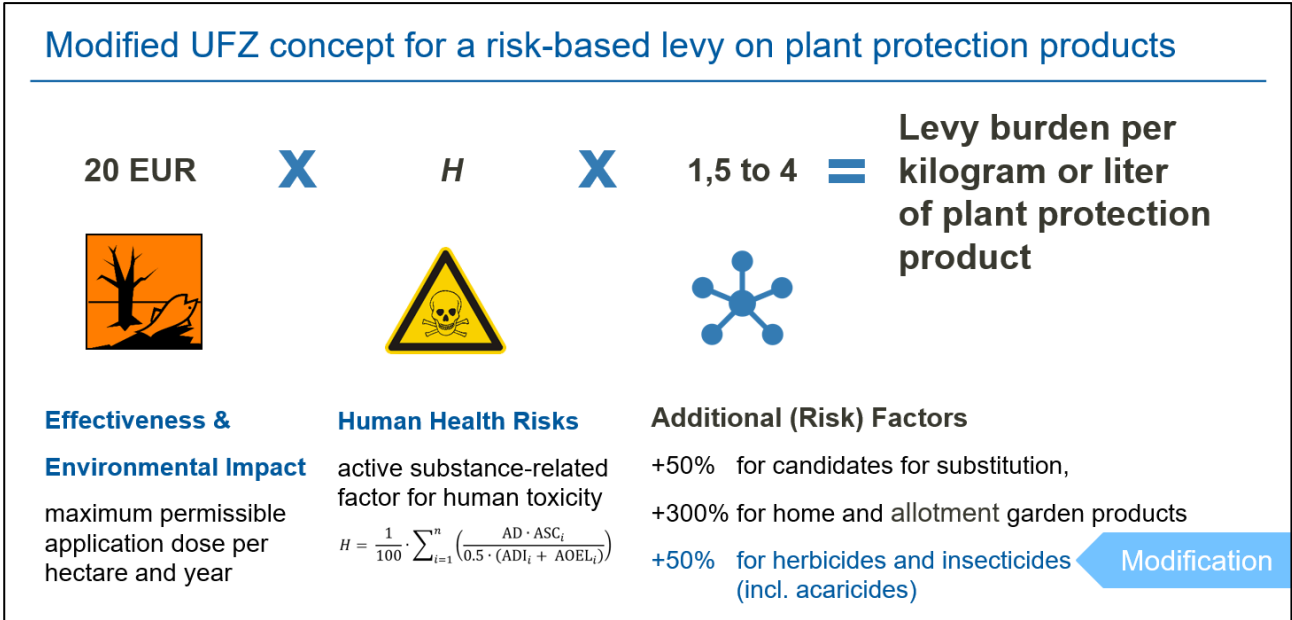 Modified UFZ concept for a risk-based levy on plant protection products
20 EUR X H X 1,5 to 4 =
Levy burden per
kilogram or liter
of plant protection
product
Effectiveness &
Environmental Impact
maximum permissible
application dose per
hectare and year
Human Health Risks
active substance-related
factor for human toxicity
H = 1/100 · ∑ⁿᵢ₌₁ (AD · ASCᵢ / 0.5 · (ADIᵢ + AOELᵢ))
Additional (Risk) Factors
+50% for candidates for substitution,
+300% for home and allotment garden products
+50% for herbicides and insecticides
(incl. acaricides)
Modification